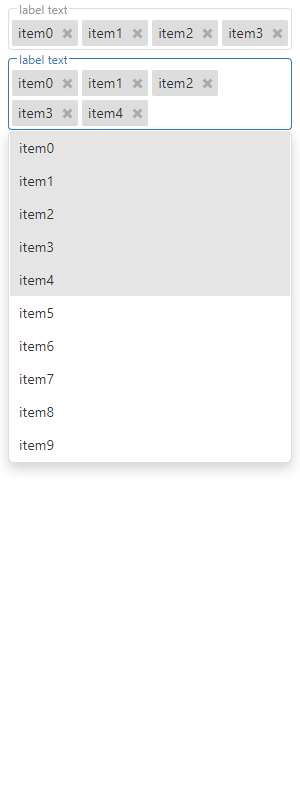 label text
item0 ✖ item1 ✖ item2 ✖ item3 ✖
label text
item0 ✖ item1 ✖ item2 ✖
item3 ✖ item4 ✖
item0
item1
item2
item3
item4
item5
item6
item7
item8
item9